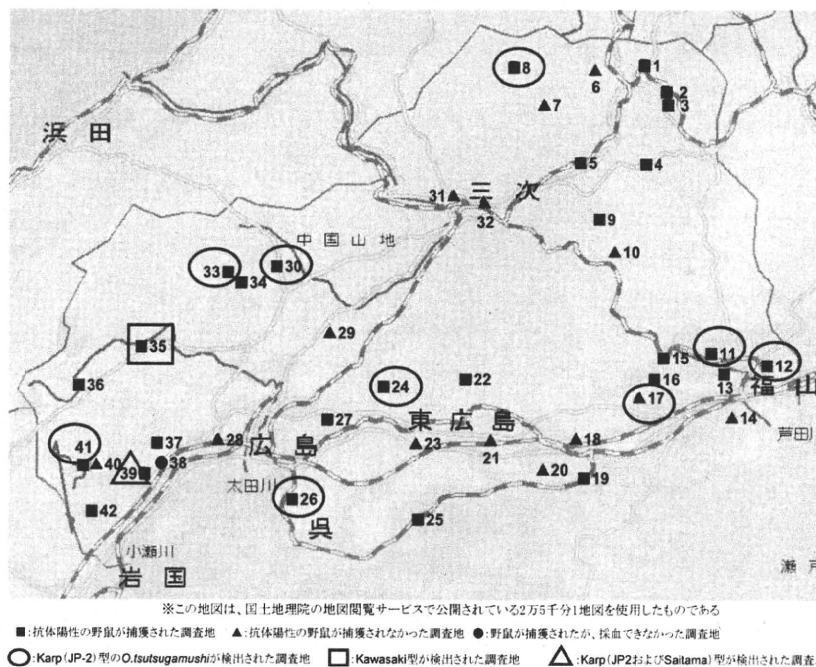 8
6
1
2
3
7
浜田
5
4
31
三次
32
9
中国山地
10
33
30
34
29
35
15
11
12
36
24
22
16
13
福山
17
14
27
東広島
芦田川
41
37
28
広島
23
21
18
40
39
38
太田川
20
19
26
42
呉
25
小瀬川
岩国
瀬戸
※この地図は、国土地理院の地図閲覧サービスで公開されている2万5千分1地図を使用したものである
■:抗体陽性の野鼠が捕獲された調査地 ▲:抗体陽性の野鼠が捕獲されなかった調査地 ●:野鼠が捕獲されたが、採血できなかった調査地
○:Karp(JP-2)型のO.tsutsugamushiが検出された調査地 □:Kawasaki型が検出された調査地 △:Karp(JP2およびSaitama)型が検出された調査地